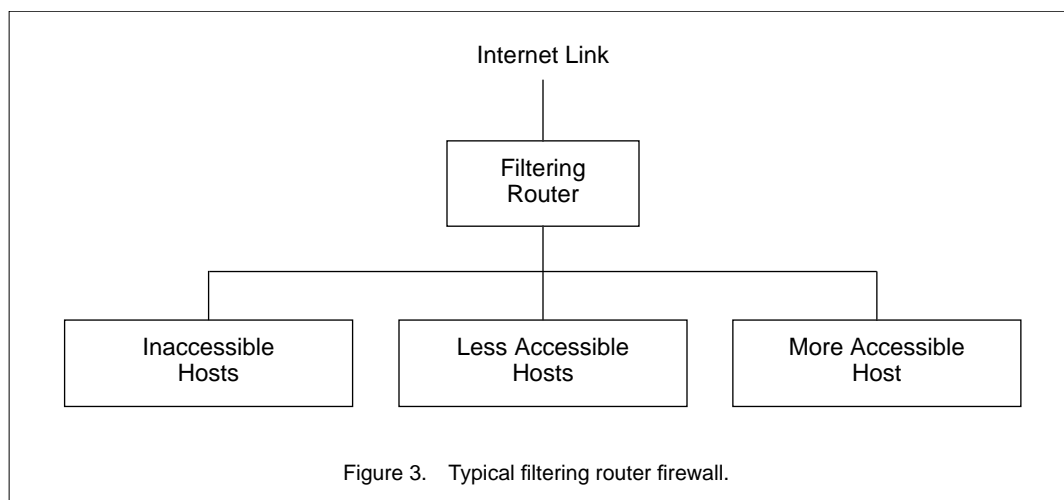 Internet Link
Filtering
Router
Inaccessible
Hosts
Less Accessible
Hosts
More Accessible
Host
Figure 3. Typical filtering router firewall.